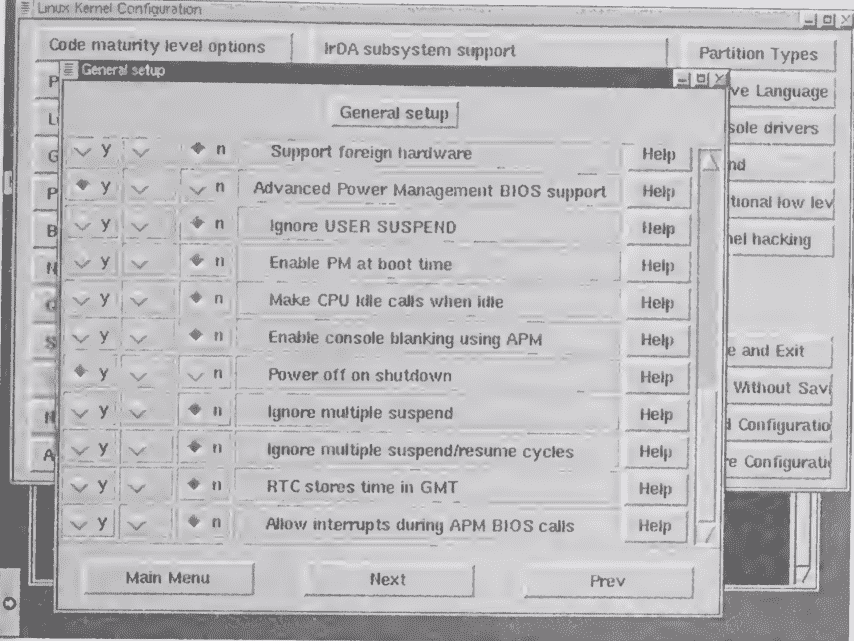 Linux Kernel Configuration
Code maturity level options
IrDA subsystem support
Partition Types
General setup
General setup
y n Support foreign hardware Help
y n Advanced Power Management BIOS support Help
y n Ignore USER SUSPEND Help
y n Enable PM at boot time Help
y n Make CPU Idle calls when idle Help
y n Enable console blanking using APM Help
y n Power off on shutdown Help
y n Ignore multiple suspend Help
y n Ignore multiple suspend/resume cycles Help
y n RTC stores time in GMT Help
y n Allow interrupts during APM BIOS calls Help
Main Menu
Next
Prev
ve Language
sole drivers
nd
tional low lev
nel hacking
e and Exit
Without Savi
d Configuratio
re Configurati